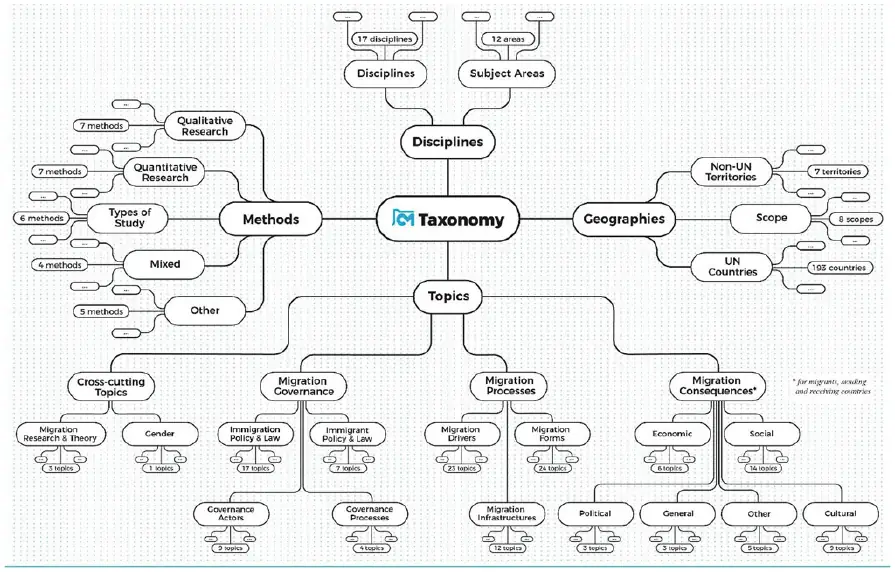 ...
...
...
...
17 disciplines
12 areas
Disciplines
Subject Areas
Disciplines
...
7 methods
...
Qualitative
Research
...
7 methods
...
Quantitative
Research
...
6 methods
...
Types of
Study
...
4 methods
...
Mixed
...
5 methods
...
Other
Methods
Taxonomy
Geographies
Non-UN
Territories
...
7 territories
...
Scope
...
8 scopes
...
UN
Countries
...
193 countries
...
Topics
Cross-cutting
Topics
Migration
Governance
Migration
Processes
Migration
Consequences*
* for migrants, sending
and receiving countries
Migration
Research & Theory
... ...
3 topics
Gender
... ...
1 topics
Immigration
Policy & Law
... ...
17 topics
Immigrant
Policy & Law
... ...
7 topics
Migration
Drivers
... ...
23 topics
Migration
Forms
... ...
24 topics
Economic
... ...
6 topics
Social
... ...
14 topics
Governance
Actors
... ...
9 topics
Governance
Processes
... ...
4 topics
Migration
Infrastructures
... ...
12 topics
Political
... ...
3 topics
General
... ...
3 topics
Other
... ...
5 topics
Cultural
... ...
9 topics